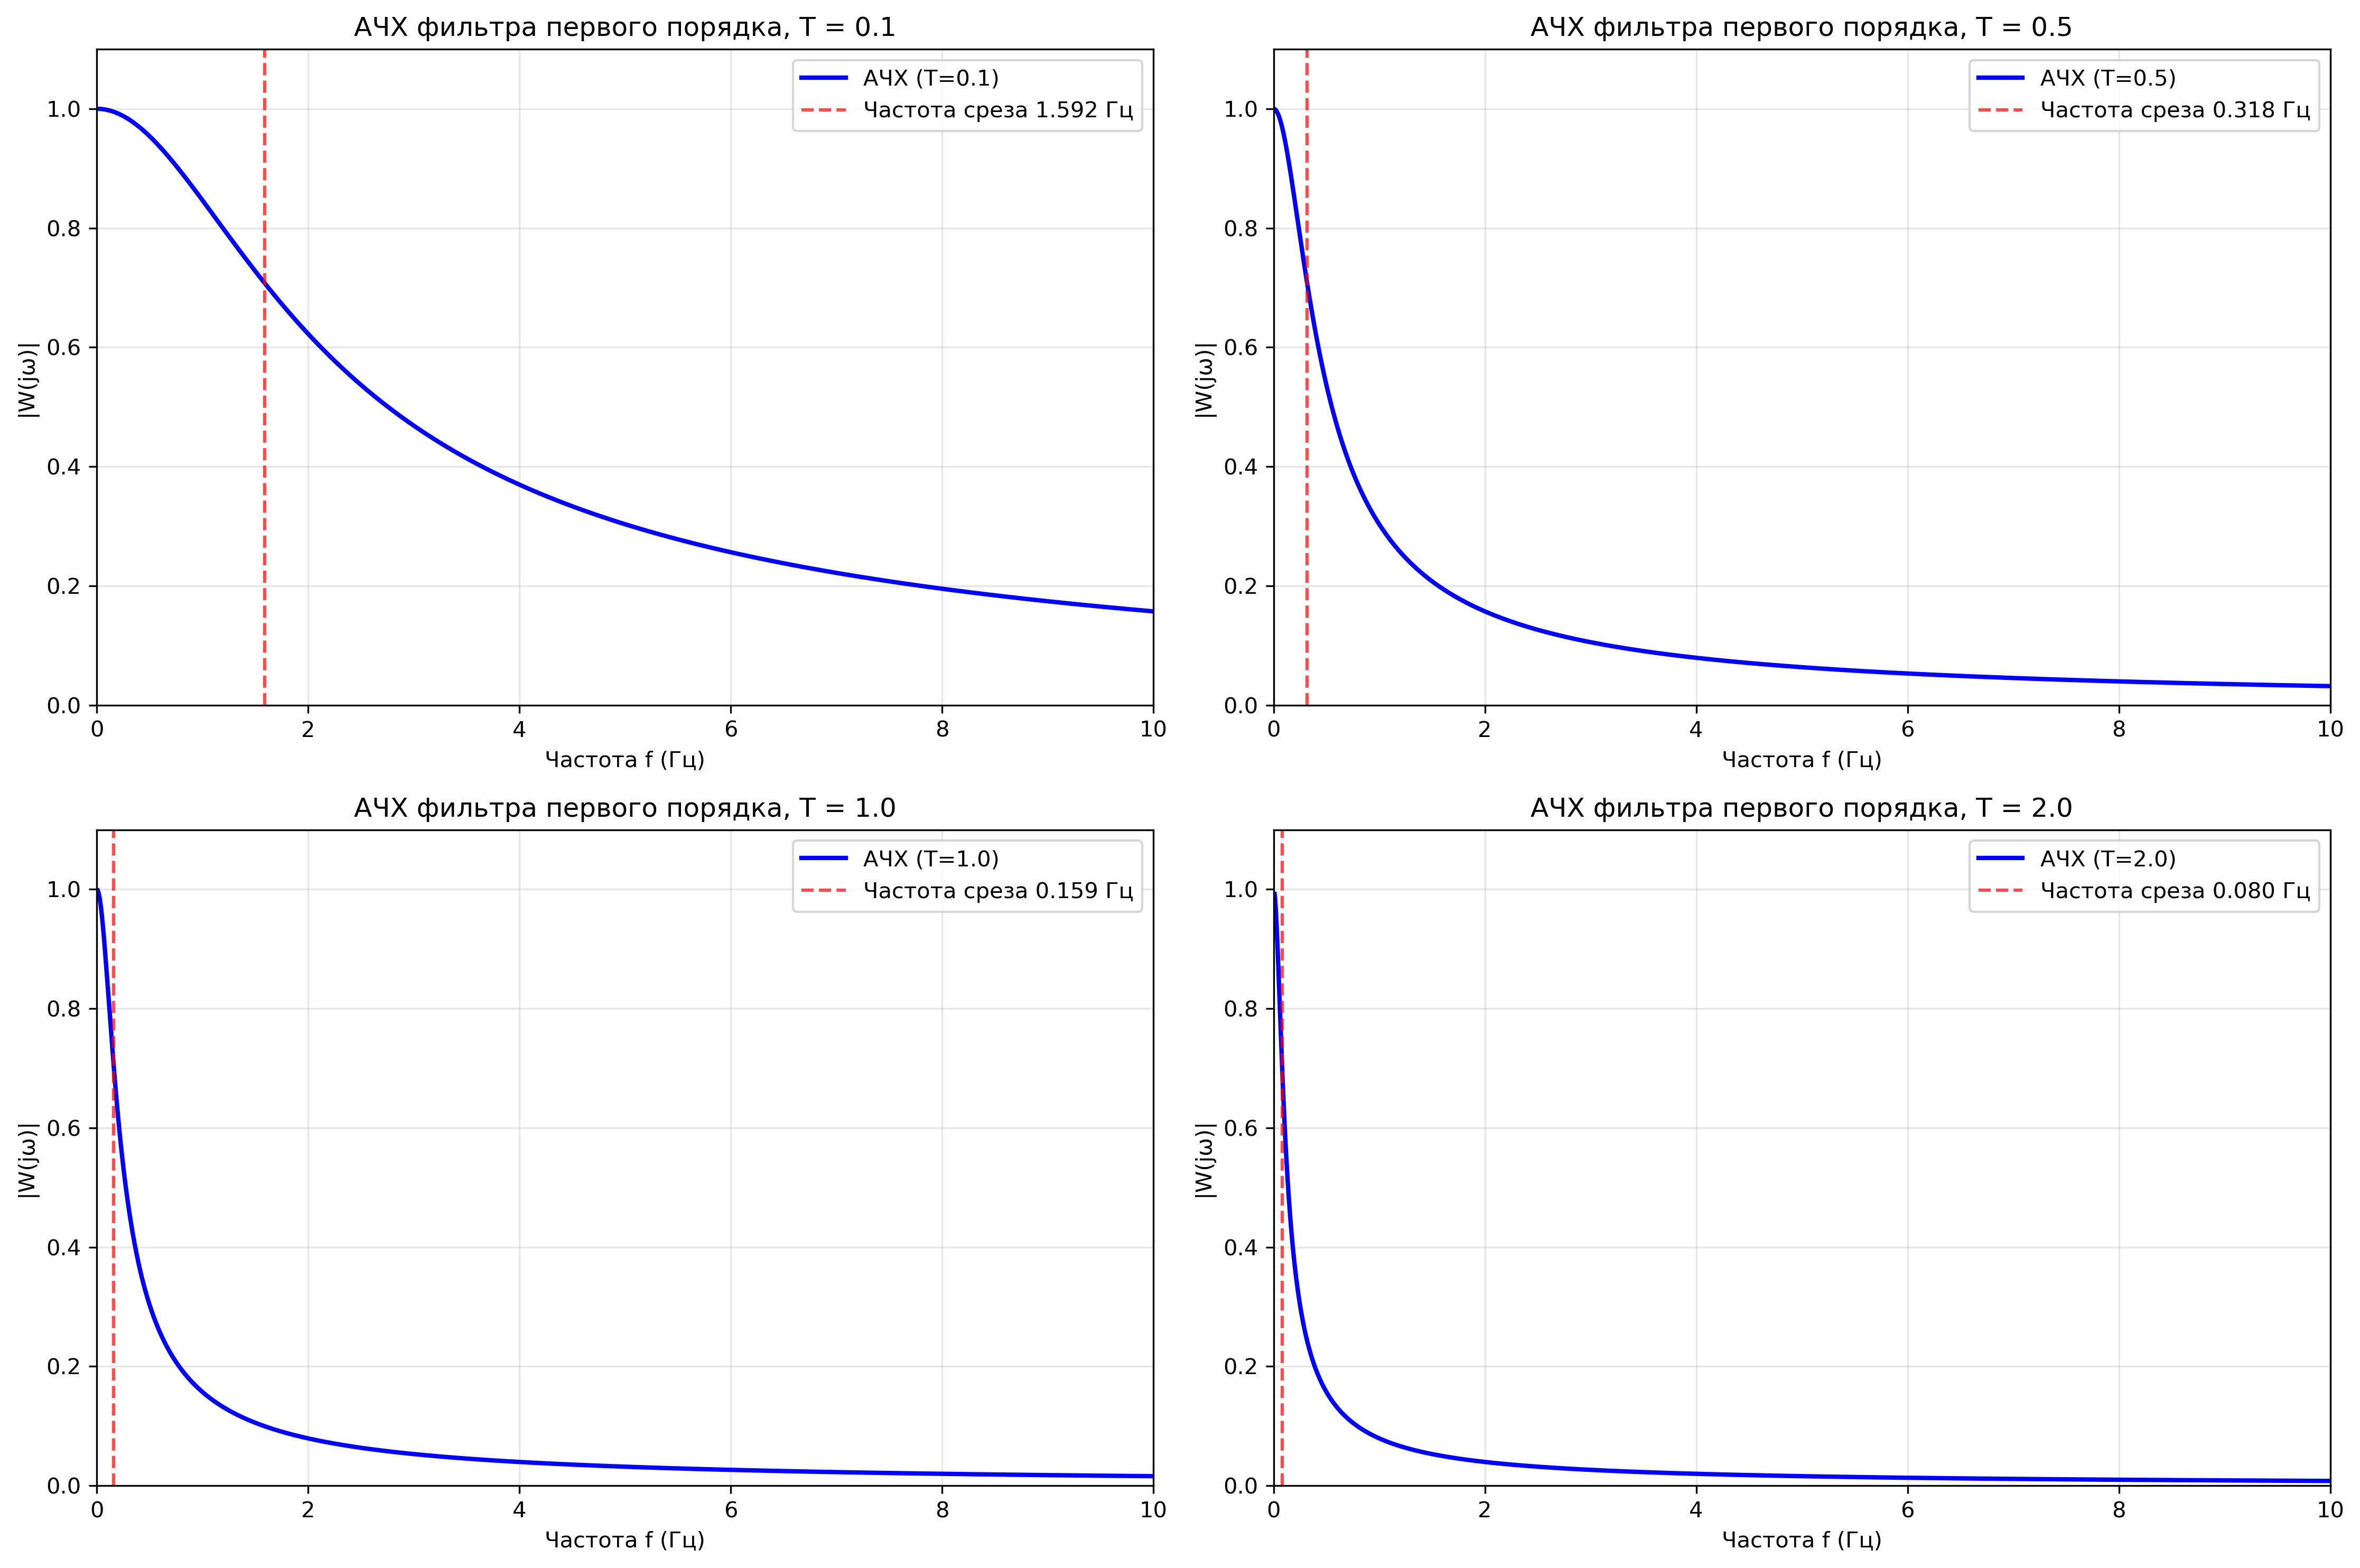 АЧХ фильтра первого порядка, T = 0.1
АЧХ (T=0.1)
Частота среза 1.592 Гц
|W(jω)|
1.0
0.8
0.6
0.4
0.2
0.0
0 2 4 6 8 10
Частота f (Гц)
АЧХ фильтра первого порядка, T = 0.5
АЧХ (T=0.5)
Частота среза 0.318 Гц
|W(jω)|
1.0
0.8
0.6
0.4
0.2
0.0
0 2 4 6 8 10
Частота f (Гц)
АЧХ фильтра первого порядка, T = 1.0
АЧХ (T=1.0)
Частота среза 0.159 Гц
|W(jω)|
1.0
0.8
0.6
0.4
0.2
0.0
0 2 4 6 8 10
Частота f (Гц)
АЧХ фильтра первого порядка, T = 2.0
АЧХ (T=2.0)
Частота среза 0.080 Гц
|W(jω)|
1.0
0.8
0.6
0.4
0.2
0.0
0 2 4 6 8 10
Частота f (Гц)